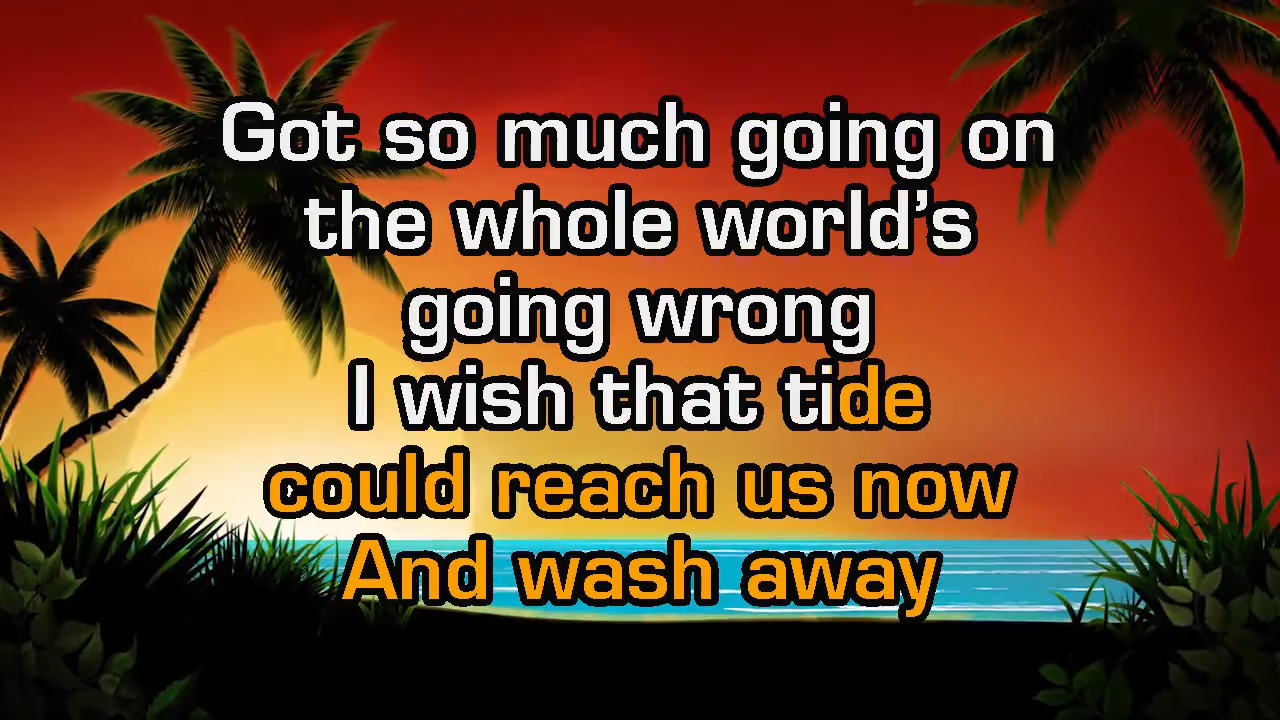 Got so much going on
the whole world's
going wrong
I wish that tide
could reach us now
And wash away